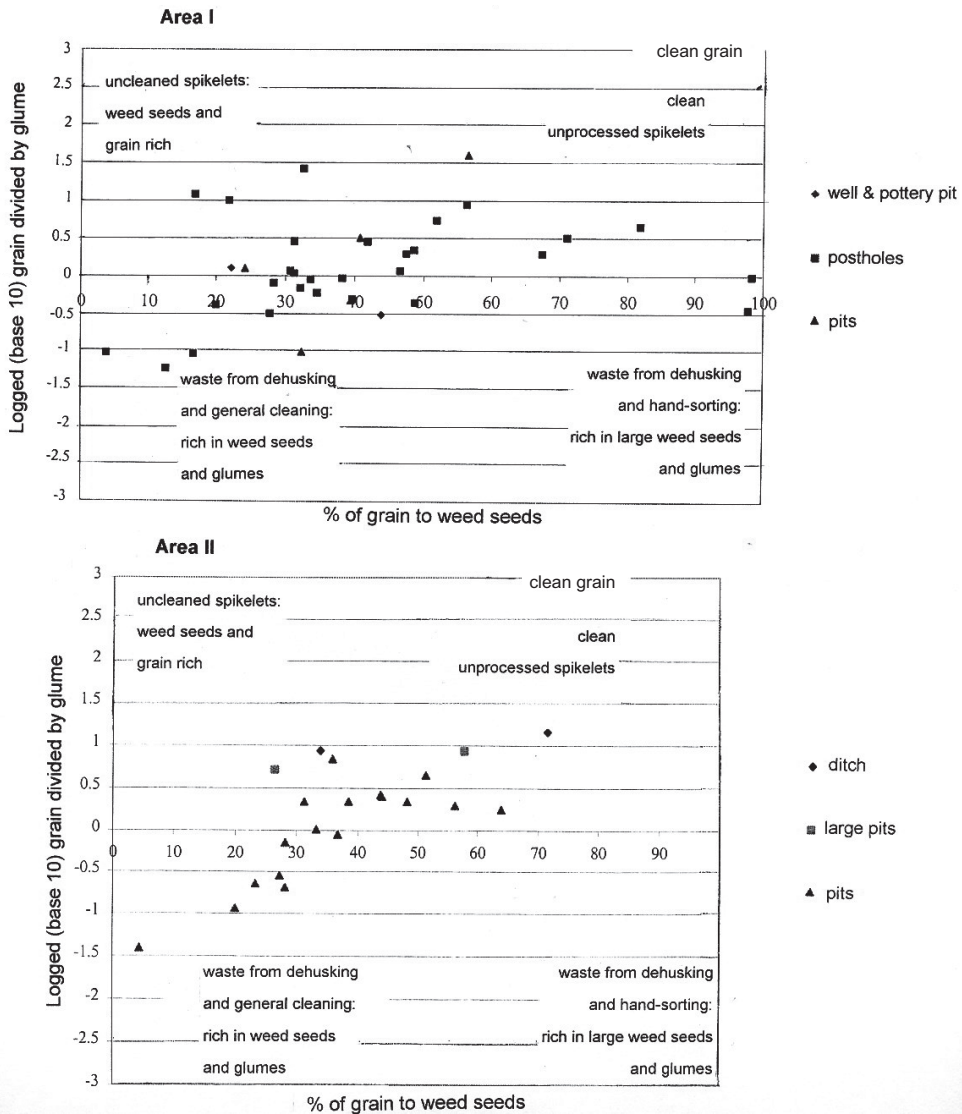 Area I
Logged (base 10) grain divided by glume
3
2.5
2
1.5
1
0.5
0
-0.5
-1
-1.5
-2
-2.5
-3
clean grain
uncleaned spikelets:
weed seeds and
grain rich
clean
unprocessed spikelets
0 10 20 30 40 50 60 70 80 90 100
waste from dehusking
and general cleaning:
rich in weed seeds
and glumes
waste from dehusking
and hand-sorting:
rich in large weed seeds
and glumes
% of grain to weed seeds
well & pottery pit
postholes
pits
Area II
Logged (base 10) grain divided by glume
3
2.5
2
1.5
1
0.5
0
-0.5
-1
-1.5
-2
-2.5
-3
clean grain
uncleaned spikelets:
weed seeds and
grain rich
clean
unprocessed spikelets
0 10 20 30 40 50 60 70 80 90
waste from dehusking
and general cleaning:
rich in weed seeds
and glumes
waste from dehusking
and hand-sorting:
rich in large weed seeds
and glumes
% of grain to weed seeds
ditch
large pits
pits